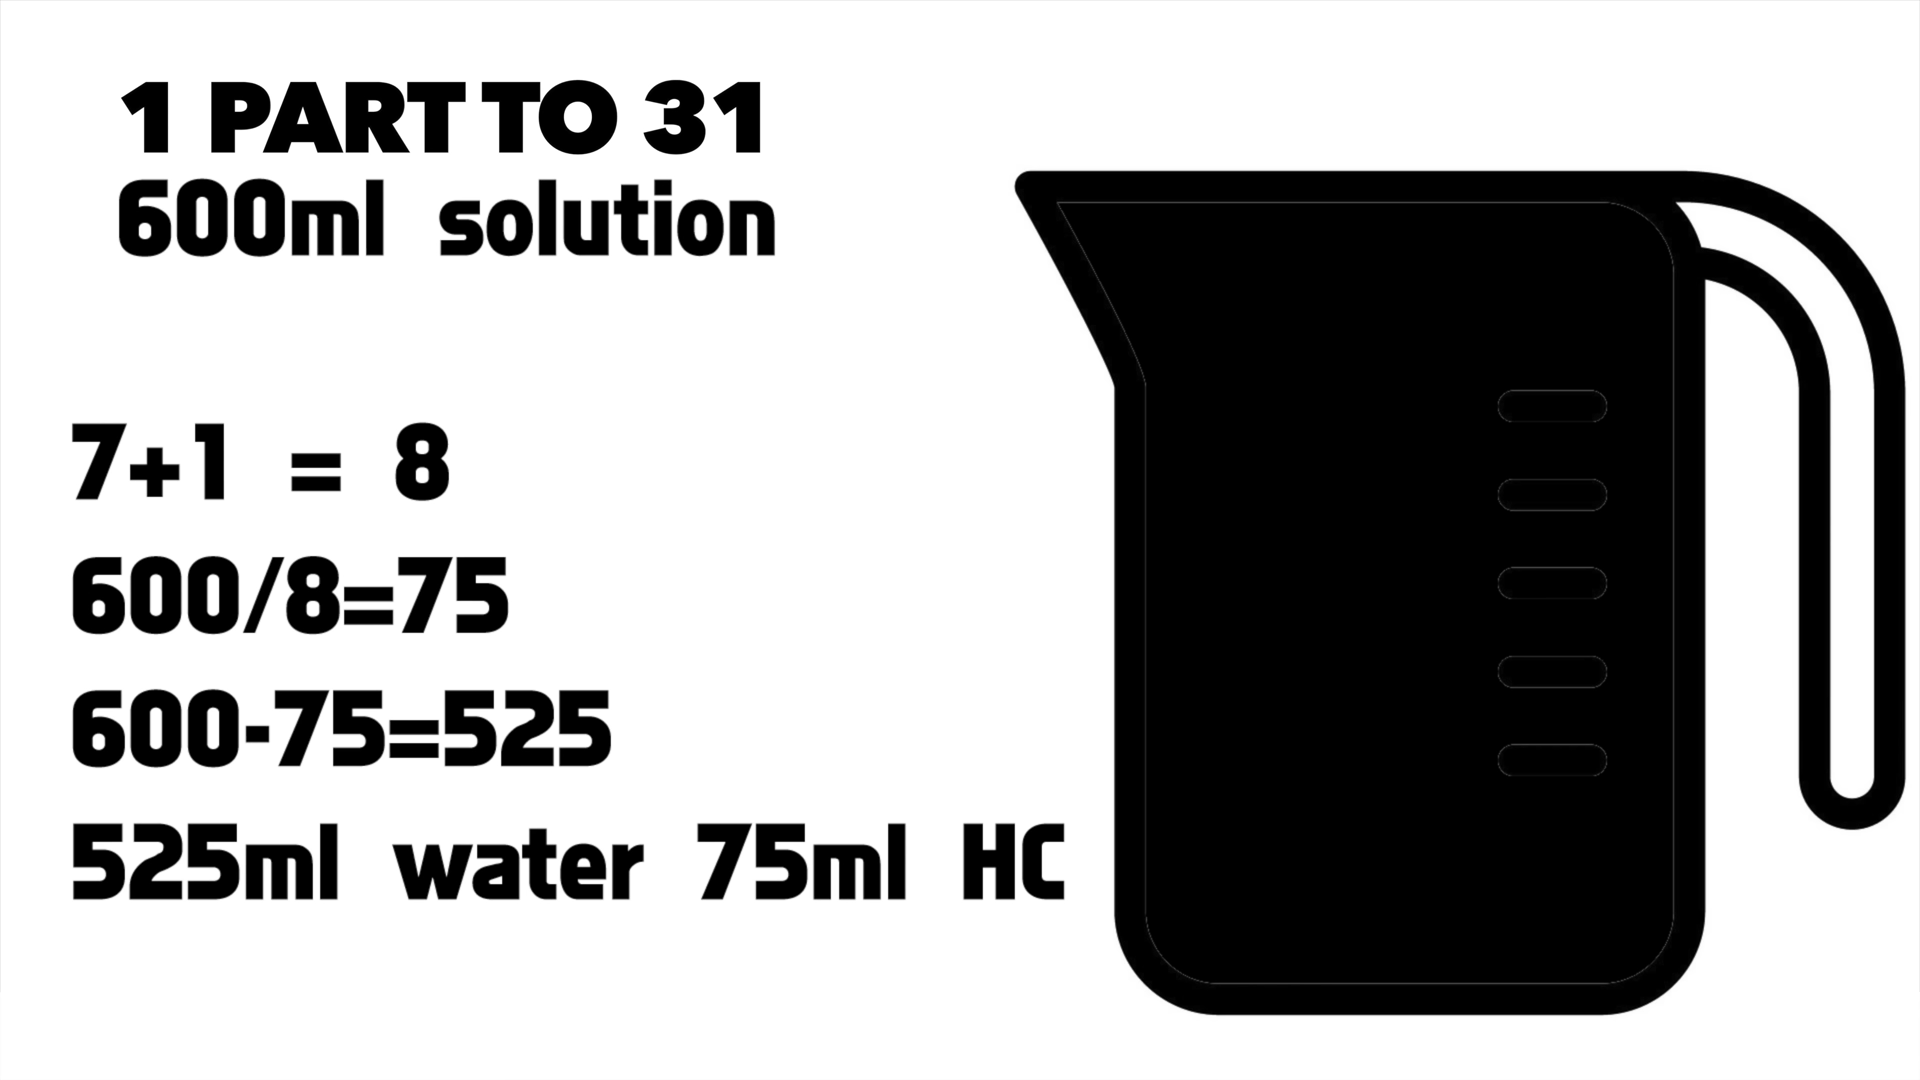 1 PART TO 31
600ml solution
7+1 = 8
600/8=75
600-75=525
525ml water 75ml HC